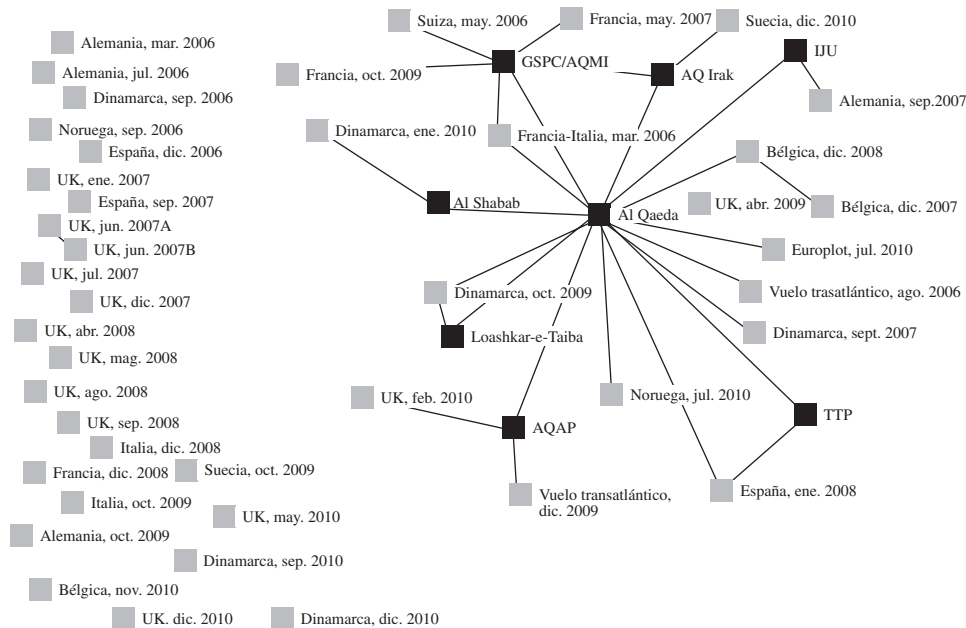 Suiza, may. 2006
Francia, may. 2007
Suecia, dic. 2010
Alemania, mar. 2006
IJU
GSPC/AQMI
AQ Irak
Alemania, jul. 2006
Francia, oct. 2009
Dinamarca, sep. 2006
Alemania, sep.2007
Noruega, sep. 2006
Dinamarca, ene. 2010
Francia-Italia, mar. 2006
España, dic. 2006
Bélgica, dic. 2008
UK, ene. 2007
España, sep. 2007
Al Shabab
UK, abr. 2009
Bélgica, dic. 2007
Al Qaeda
UK, jun. 2007A
UK, jun. 2007B
Europlot, jul. 2010
UK, jul. 2007
Dinamarca, oct. 2009
Vuelo trasatlántico, ago. 2006
UK, dic. 2007
UK, abr. 2008
Loashkar-e-Taiba
Dinamarca, sept. 2007
UK, mag. 2008
UK, ago. 2008
UK, feb. 2010
Noruega, jul. 2010
UK, sep. 2008
AQAP
TTP
Italia, dic. 2008
Francia, dic. 2008
Suecia, oct. 2009
España, ene. 2008
Italia, oct. 2009
Vuelo transatlántico,
dic. 2009
UK, may. 2010
Alemania, oct. 2009
Dinamarca, sep. 2010
Bélgica, nov. 2010
UK. dic. 2010
Dinamarca, dic. 2010